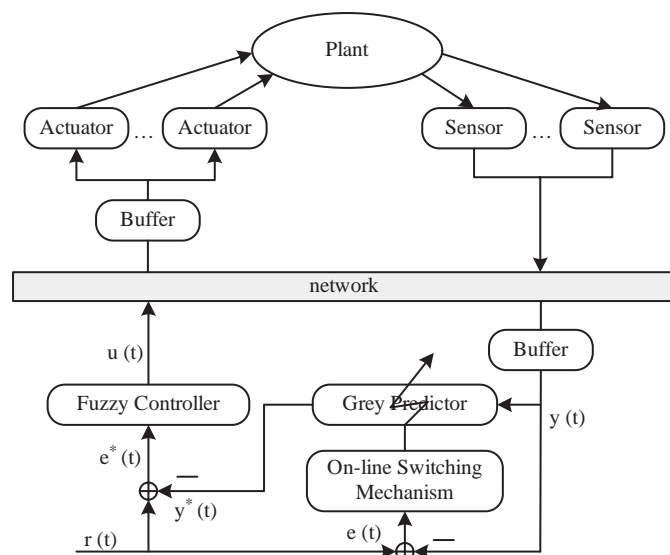 Plant
Actuator ... Actuator
Sensor ... Sensor
Buffer
network
u (t)
Buffer
Fuzzy Controller
Grey Predictor
y (t)
e* (t)
On-line Switching
Mechanism
y* (t)
r (t)
e (t)